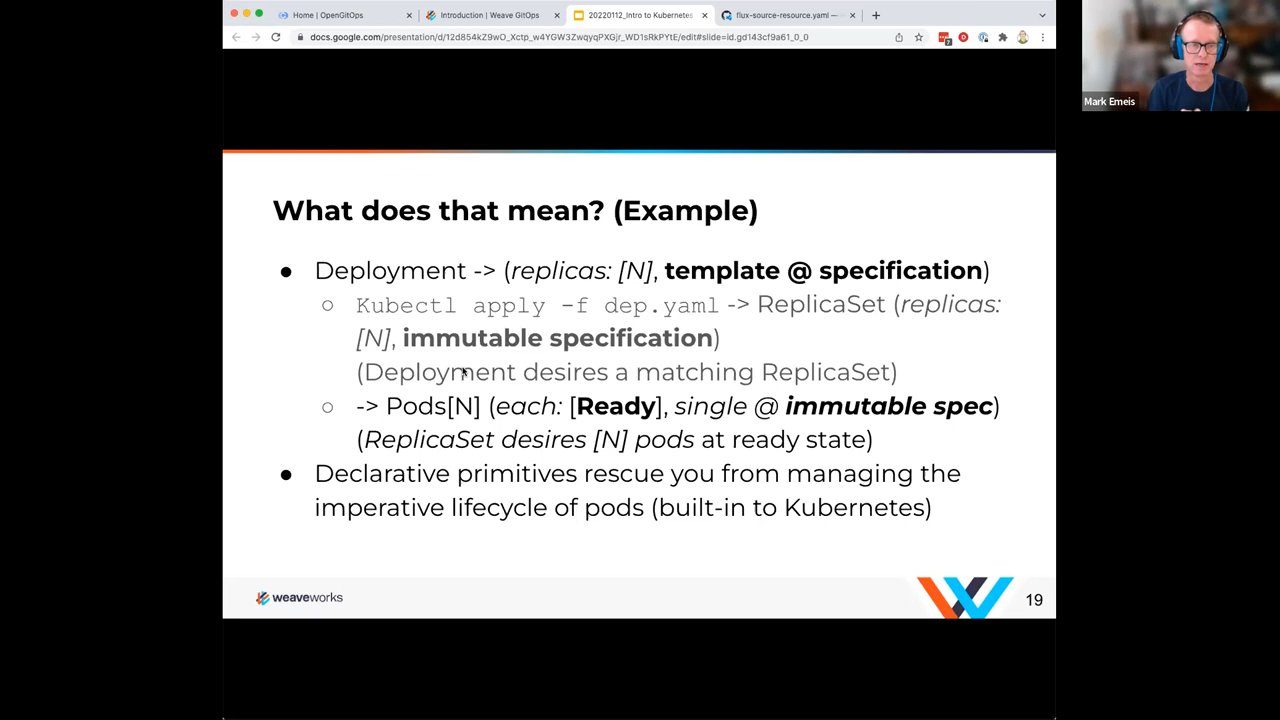 Home | OpenGitOps
Introduction | Weave GitOps
20220112_Intro to Kubernetes
flux-source-resource.yaml —
docs.google.com/presentation/d/12d854kZ9wO_Xctp_w4YGW3ZwqyqPXGjr_WD1sRkPYtE/edit#slide=id.gd143cf9a61_0_0
Mark Emeis
What does that mean? (Example)
● Deployment -> (replicas: [N], template @ specification)
○ Kubectl apply -f dep.yaml -> ReplicaSet (replicas:
[N], immutable specification)
(Deployment desires a matching ReplicaSet)
○ -> Pods[N] (each: [Ready], single @ immutable spec)
(ReplicaSet desires [N] pods at ready state)
● Declarative primitives rescue you from managing the
imperative lifecycle of pods (built-in to Kubernetes)
weaveworks
19